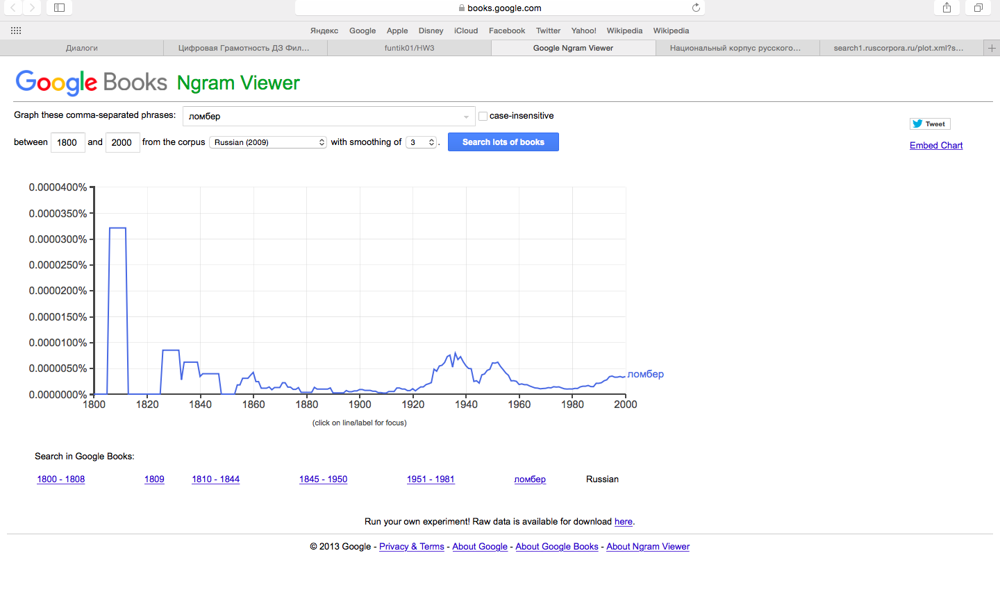 books.google.com
Яндекс Google Apple Disney iCloud Facebook Twitter Yahoo! Wikipedia Wikipedia
Диалоги Цифровая Грамотность ДЗ Фил... funtik01/HW3 Google Ngram Viewer Национальный корпус русского... search1.ruscorpora.ru/plot.xml?s...
Google Books Ngram Viewer
Graph these comma-separated phrases: ломбер case-insensitive
Tweet
between 1800 and 2000 from the corpus Russian (2009) with smoothing of 3 . Search lots of books
Embed Chart
0.0000400%
0.0000350%
0.0000300%
0.0000250%
0.0000200%
0.0000150%
0.0000100%
0.0000050%
ломбер
0.0000000%
1800 1820 1840 1860 1880 1900 1920 1940 1960 1980 2000
(click on line/label for focus)
Search in Google Books:
1800 - 1808 1809 1810 - 1844 1845 - 1950 1951 - 1981 ломбер Russian
Run your own experiment! Raw data is available for download here.
© 2013 Google - Privacy & Terms - About Google - About Google Books - About Ngram Viewer